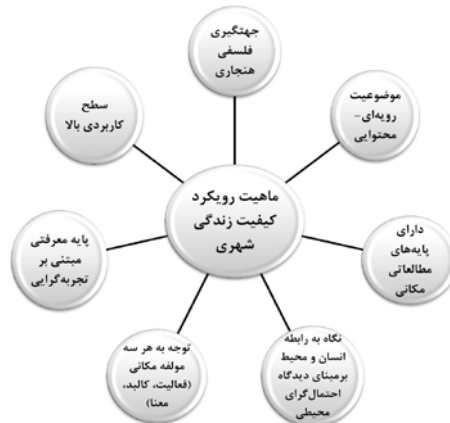 جهتگیری
فلسفی
هنجاری
موضوعیت
رویه‌ای-
محتوایی
دارای
پایه‌های
مطالعاتی
مکانی
نگاه به رابطه
انسان و محیط
برمبنای دیدگاه
احتمال‌گرای
محیطی
توجه به هر سه
مولفه مکانی
(فعالیت، کالبد،
معنا)
پایه معرفتی
مبتنی بر
تجربه‌گرایی
سطح
کاربردی بالا
ماهیت رویکرد
کیفیت زندگی
شهری